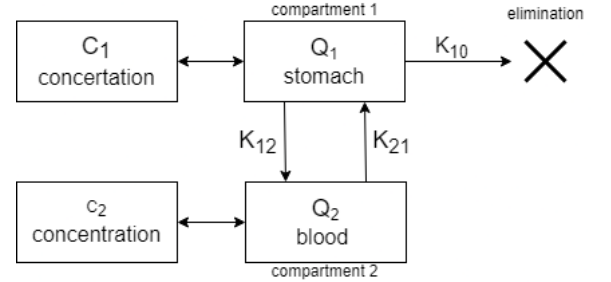 compartment 1
elimination
C₁
concertation
Q₁
stomach
K₁₀
K₁₂
K₂₁
c₂
concentration
Q₂
blood
compartment 2